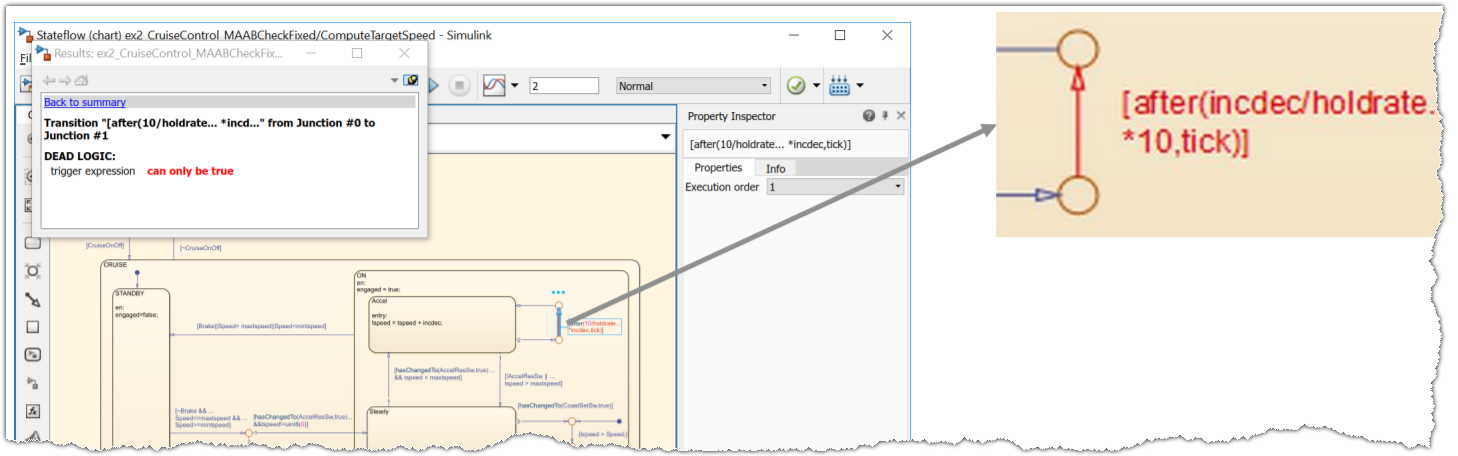 Stateflow (chart) ex2_CruiseControl_MAABCheckFixed/ComputeTargetSpeed - Simulink
Results: ex2_CruiseControl_MAABCheckFix...
Back to summary
Transition "[after(10/holdrate... *incd..." from Junction #0 to
Junction #1
DEAD LOGIC:
trigger expression can only be true
2
Normal
Property Inspector
[after(10/holdrate... *incdec,tick)]
Properties
Info
Execution order 1
[after(incdec/holdrate.
*10,tick)]
[CruiseOnOff]
[~CruiseOnOff]
CRUISE
STANDBY
en:
engaged=false;
[Brake||Speed> maxtspeed||Speed<mintspeed]
ON
en:
engaged = true;
Accel
entry:
tspeed = tspeed + incdec;
2
[after(10/holdrate...
*incdec,tick)]
[hasChangedTo(AccelResSw,true) ...
&& tspeed < maxtspeed]
[!AccelResSw || ...
tspeed > maxtspeed]
[~Brake && ...
Speed<=maxtspeed && ...
Speed>=mintspeed]
[hasChangedTo(AccelResSw,true)...
&&tspeed~=uint8(0)]
1
Steady
[hasChangedTo(CoastSetSw,true)]
3
{tspeed = Speed;}